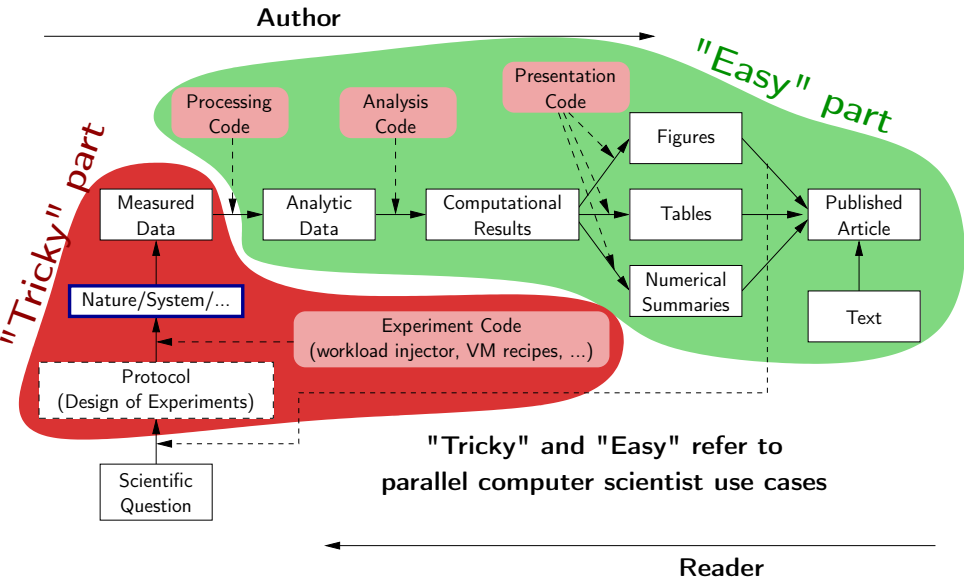 Author
"Easy" part
"Tricky" part
Processing
Code
Analysis
Code
Presentation
Code
Figures
Measured
Data
Analytic
Data
Computational
Results
Tables
Published
Article
Nature/System/...
Numerical
Summaries
Text
Experiment Code
(workload injector, VM recipes, ...)
Protocol
(Design of Experiments)
"Tricky" and "Easy" refer to
parallel computer scientist use cases
Scientific
Question
Reader